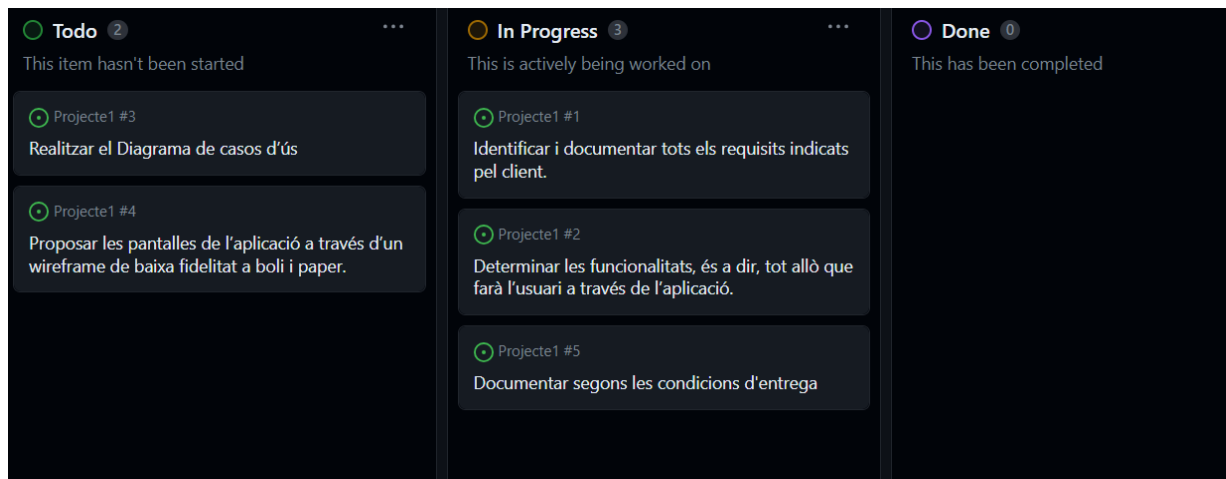 Todo 2
This item hasn't been started
Projecte1 #3
Realitzar el Diagrama de casos d'ús
Projecte1 #4
Proposar les pantalles de l'aplicació a través d'un
wireframe de baixa fidelitat a boli i paper.
In Progress 3
This is actively being worked on
Projecte1 #1
Identificar i documentar tots els requisits indicats
pel client.
Projecte1 #2
Determinar les funcionalitats, és a dir, tot allò que
farà l'usuari a través de l'aplicació.
Projecte1 #5
Documentar segons les condicions d'entrega
Done 0
This has been completed